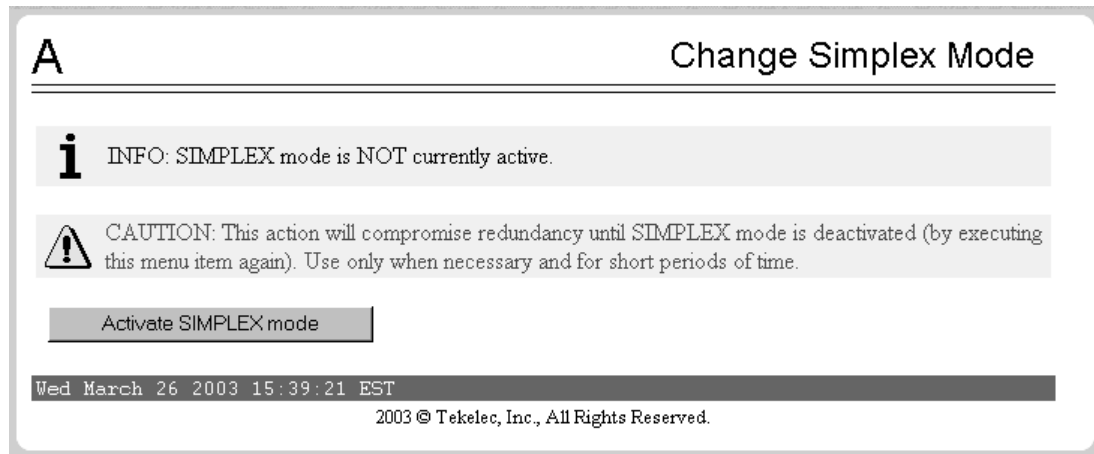 A
Change Simplex Mode
INFO: SIMPLEX mode is NOT currently active.
CAUTION: This action will compromise redundancy until SIMPLEX mode is deactivated (by executing
this menu item again). Use only when necessary and for short periods of time.
Activate SIMPLEX mode
Wed March 26 2003 15:39:21 EST
2003 © Tekelec, Inc., All Rights Reserved.